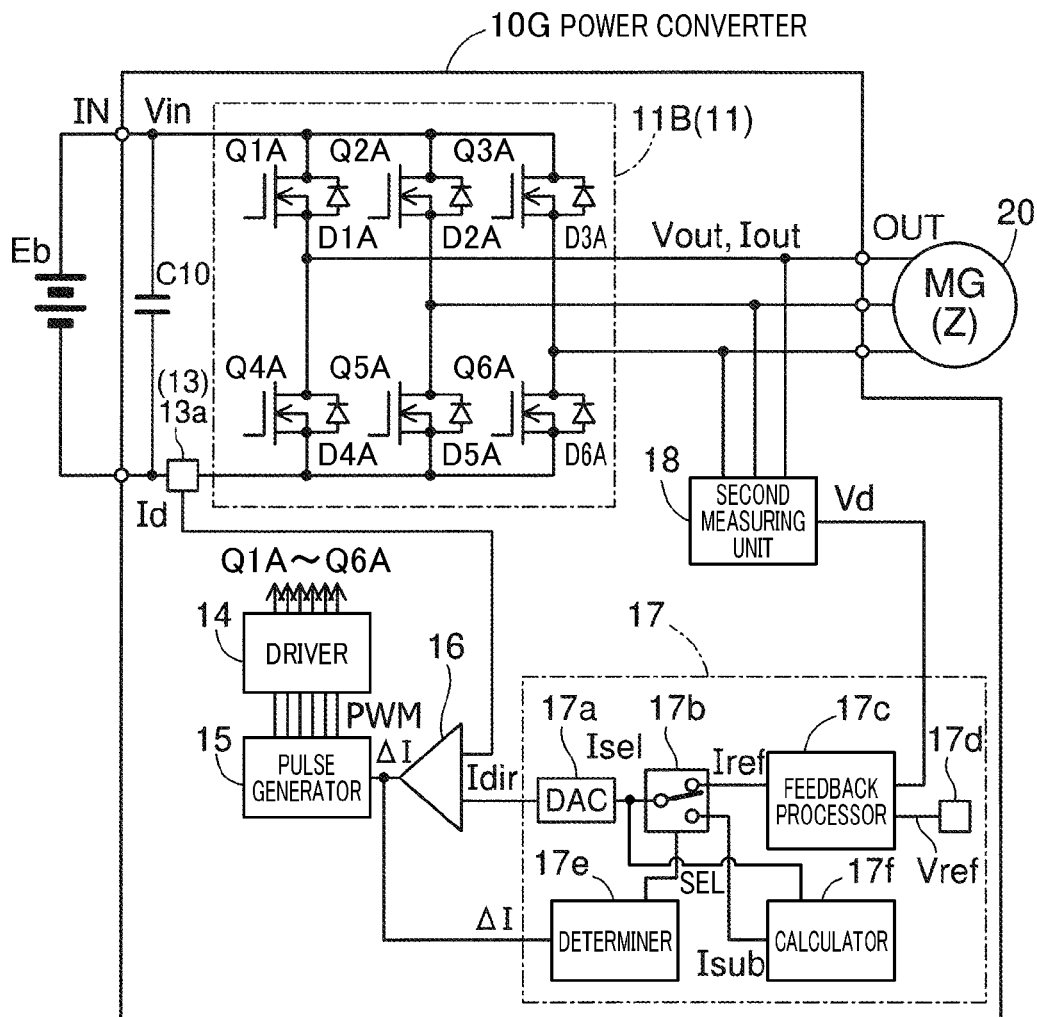 10G POWER CONVERTER
IN
Vin
11B(11)
Q1A
Q2A
Q3A
20
D1A
D2A
D3A
OUT
Vout, Iout
Eb
C10
MG
(Z)
(13)
13a
Q4A
Q5A
Q6A
D4A
D5A
D6A
Id
18
SECOND
MEASURING
UNIT
Vd
Q1A～Q6A
14
DRIVER
16
17
PWM
15
PULSE
GENERATOR
ΔI
Idir
17a
DAC
Isel
17b
Iref
17c
FEEDBACK
PROCESSOR
17d
Vref
17e
SEL
17f
ΔI
DETERMINER
Isub
CALCULATOR